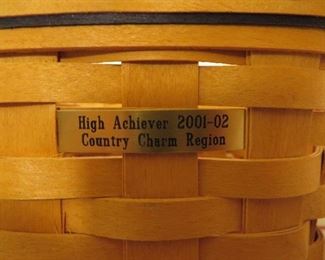 High Achiever 2001-02
Country Charm Region